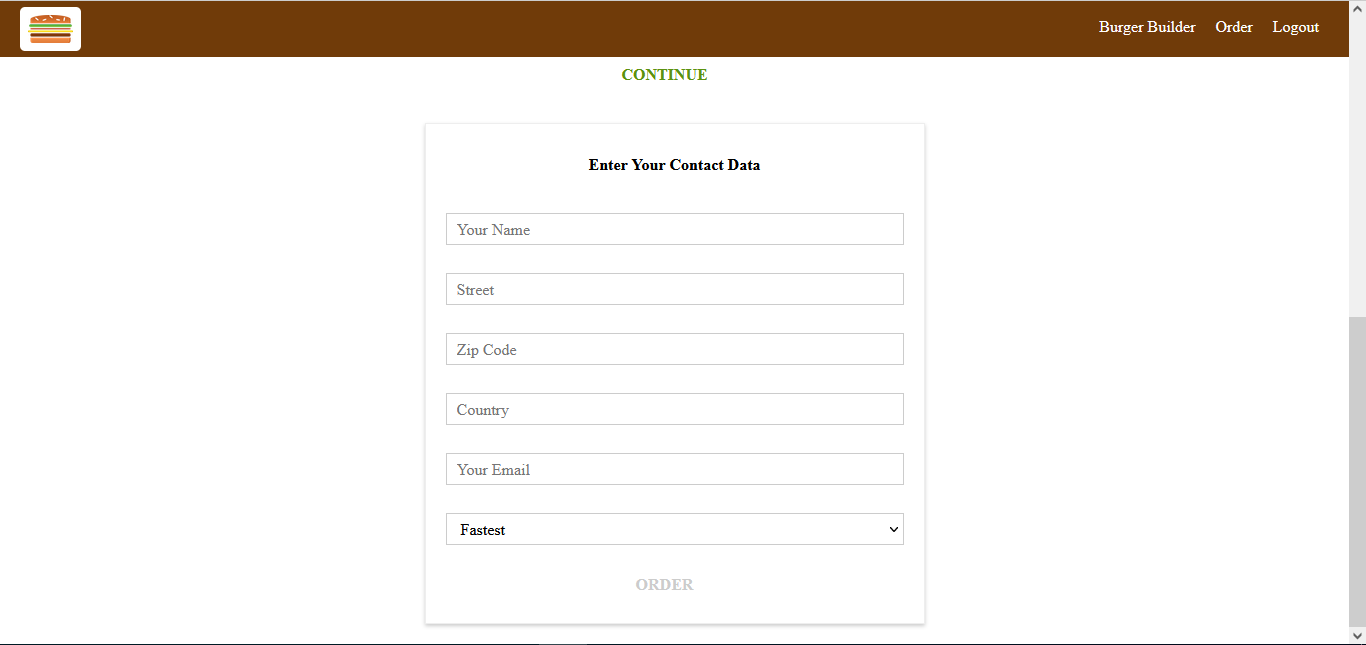 Burger Builder Order Logout
CONTINUE
Enter Your Contact Data
Your Name
Street
Zip Code
Country
Your Email
Fastest
ORDER